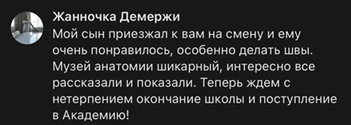 Жанночка Демержи
Мой сын приезжал к вам на смену и ему
очень понравилось, особенно делать швы.
Музей анатомии шикарный, интересно все
рассказали и показали. Теперь ждем с
нетерпением окончание школы и поступление
в Академию!